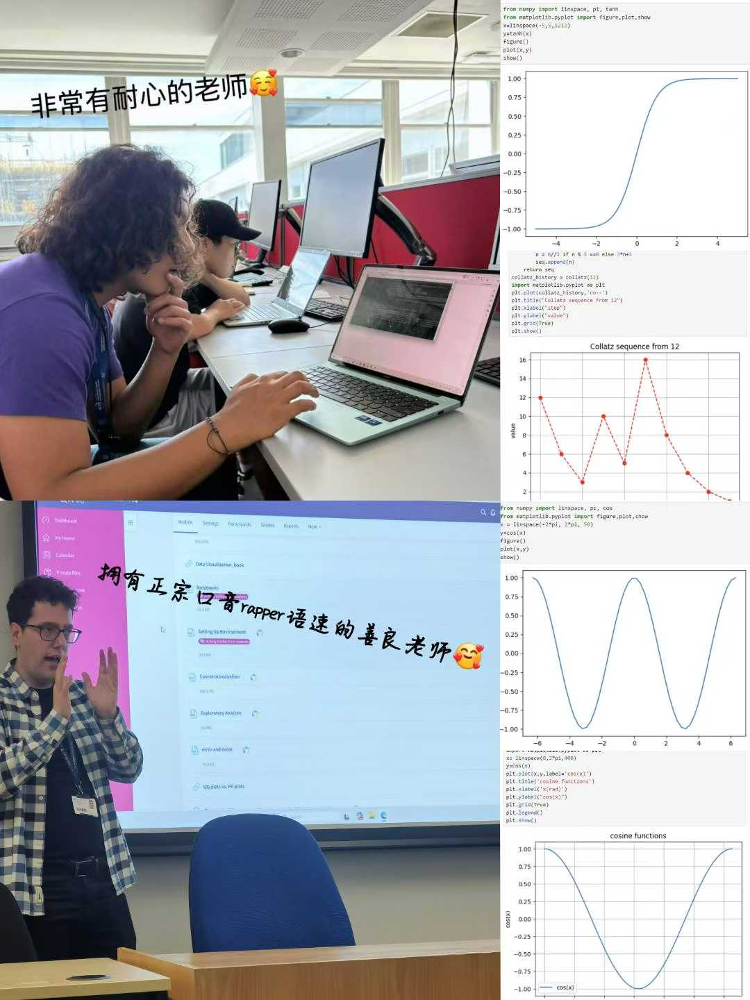 非常有耐心的老师
from numpy import linspace, pi, tanh
from matplotlib.pyplot import figure,plot,show
x=linspace(-5,5,1212)
y=tanh(x)
figure()
plot(x,y)
show()
1.00
0.75
0.50
0.25
0.00
−0.25
−0.50
−0.75
−1.00
−4 −2 0 2 4
n = n//2 if n % 2 ==0 else 3*n+1
seq.append(n)
return seq
collatz_history = collatz(12)
import matplotlib.pyplot as plt
plt.plot(collatz_history,'ro--')
plt.title("Collatz sequence from 12")
plt.xlabel("step")
plt.ylabel("value")
plt.grid(True)
plt.show()
Collatz sequence from 12
16
14
12
10
8
6
4
2
value
Dashboard
My Home
Calendar
Private files
Module Settings Participants Grades Reports More
Data Visualization_book
Notebooks
Setting Up Environment
Course Introduction
Exploratory Analysis
error and noise
QQ plots vs. PP plots
拥有正宗口音rapper语速的善良老师
from numpy import linspace, pi, cos
from matplotlib.pyplot import figure,plot,show
x = linspace(-2*pi, 2*pi, 50)
y=cos(x)
figure()
plot(x,y)
show()
1.00
0.75
0.50
0.25
0.00
−0.25
−0.50
−0.75
−1.00
−6 −4 −2 0 2 4 6
x= linspace(0,2*pi,400)
y=cos(x)
plt.plot(x,y,label='cos(x)')
plt.title('cosine functions')
plt.xlabel('x(rad)')
plt.ylabel("cos(x)")
plt.grid(True)
plt.legend()
plt.show()
cosine functions
1.00
0.75
0.50
0.25
0.00
−0.25
−0.50
−0.75
−1.00
cos(x)
cos(x)